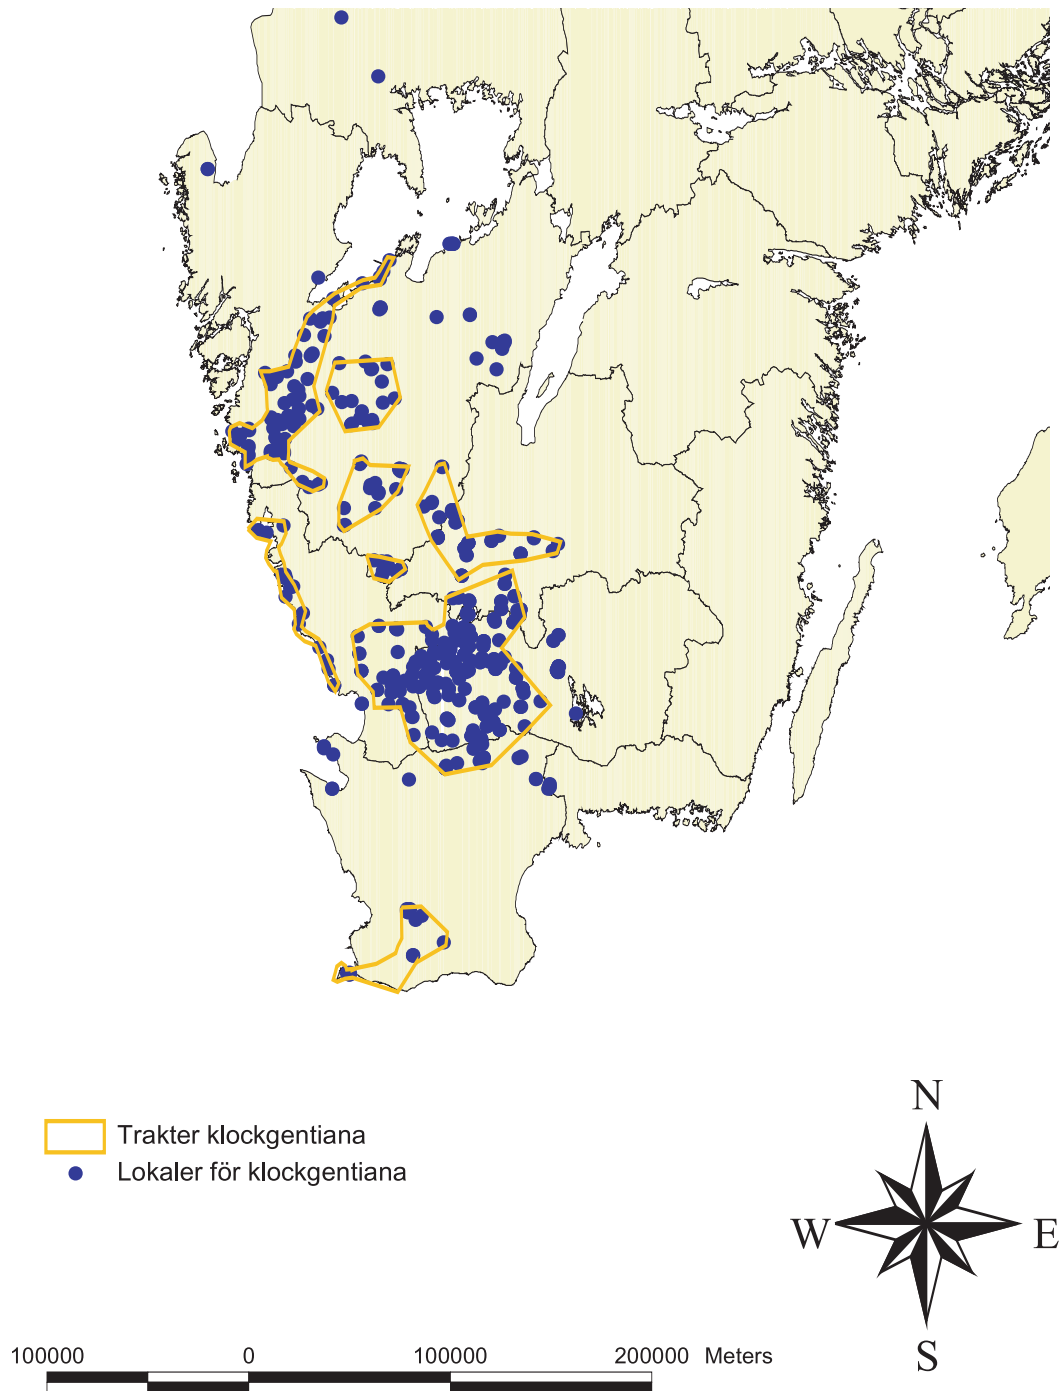 Trakter klockgentiana
Lokaler för klockgentiana
N
W
E
S
100000 0 100000 200000 Meters